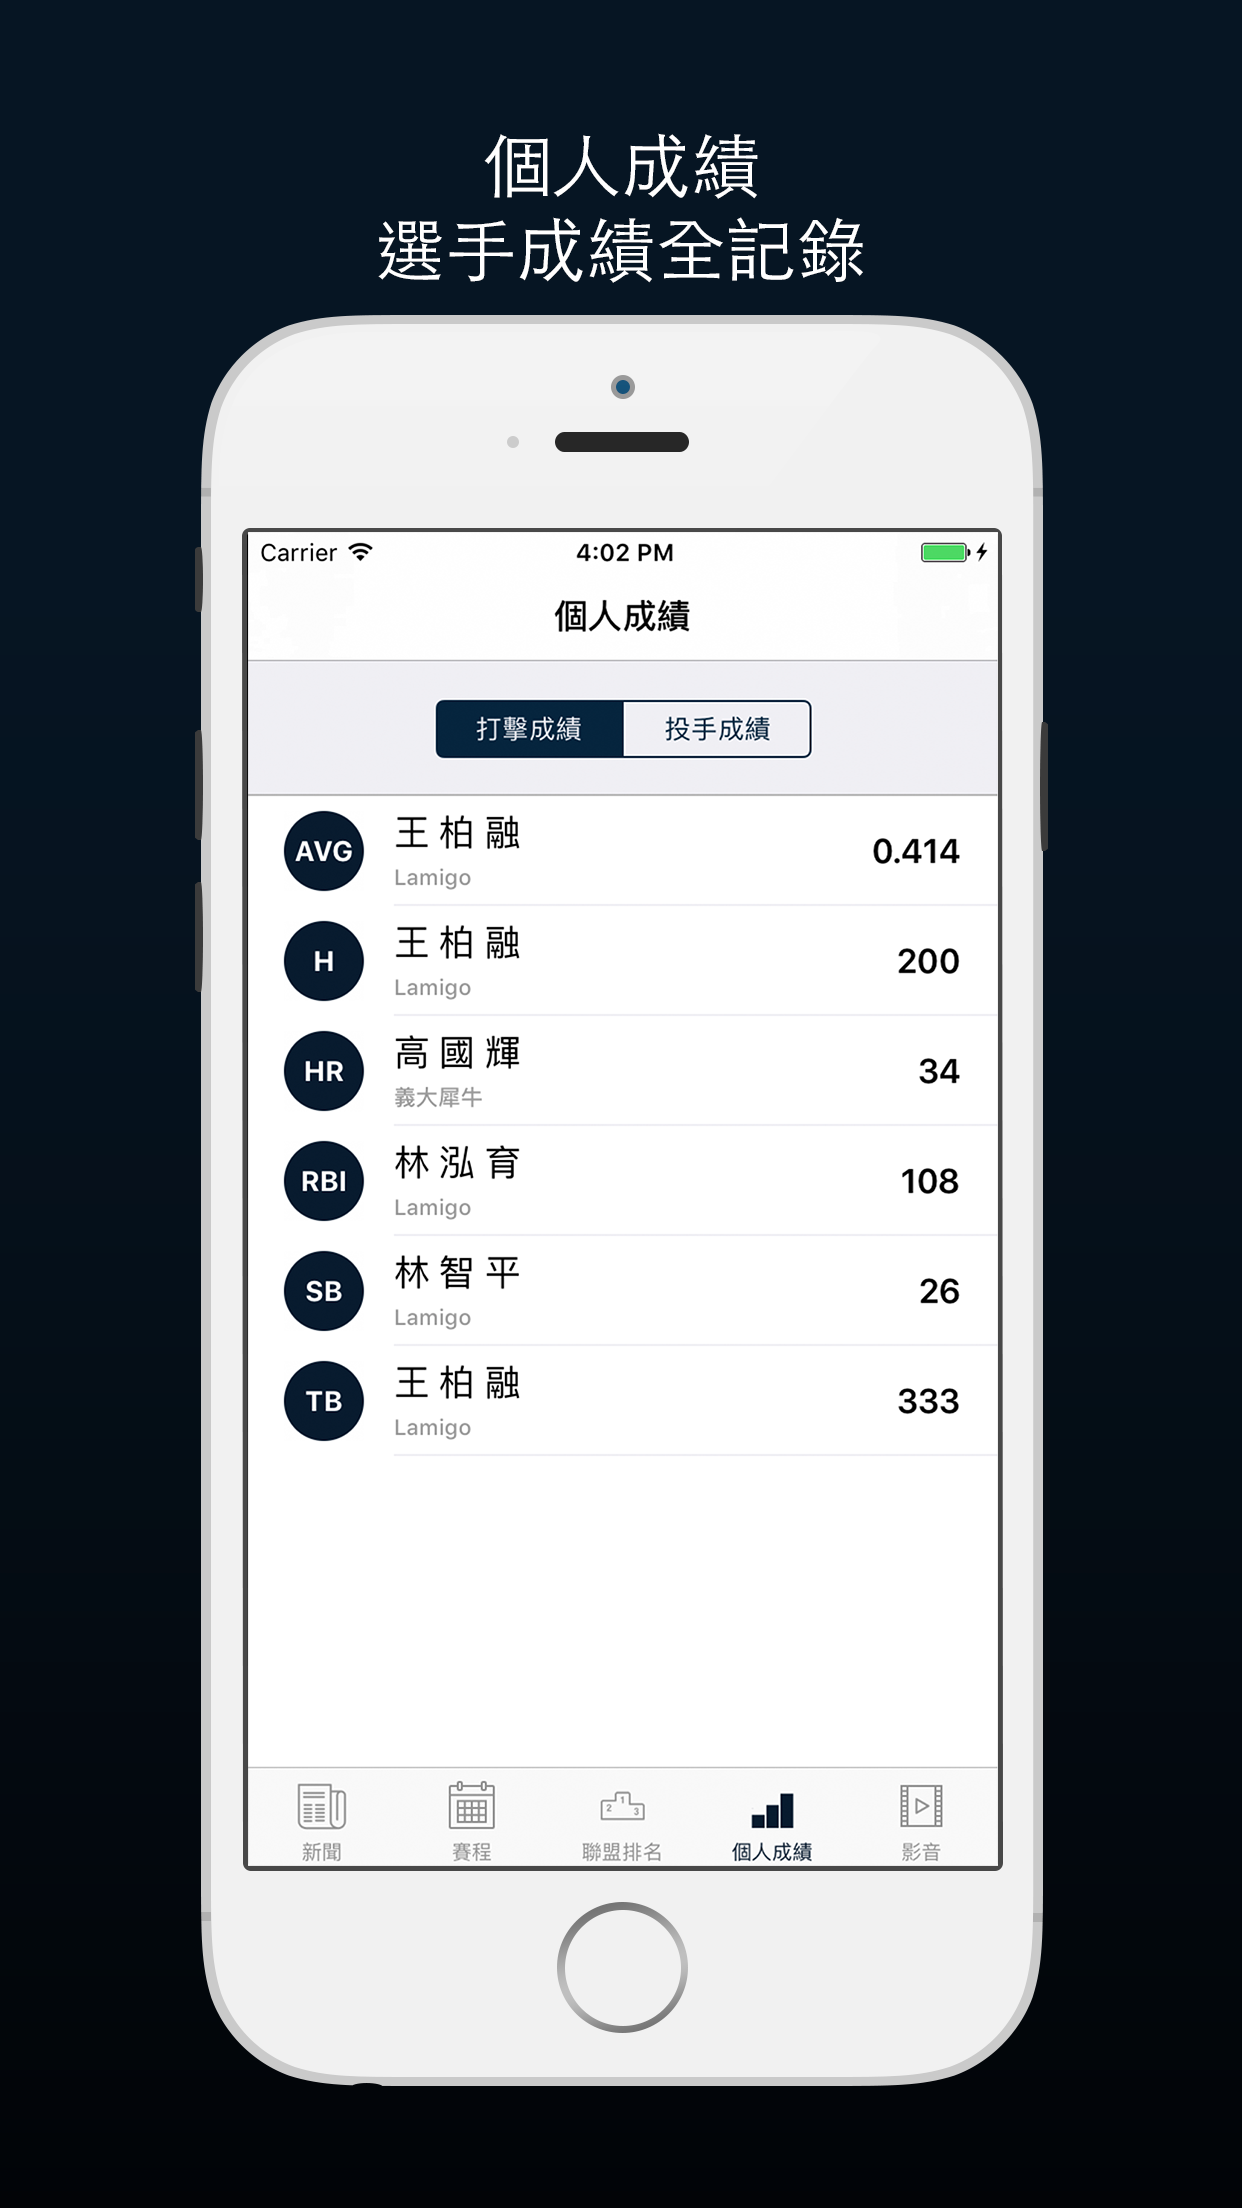 個人成績
選手成績全記錄
Carrier 4:02 PM
個人成績
打擊成績 投手成績
AVG 王柏融 0.414
Lamigo
H 王柏融 200
Lamigo
HR 高國輝 34
義大犀牛
RBI 林泓育 108
Lamigo
SB 林智平 26
Lamigo
TB 王柏融 333
Lamigo
2 1 3
新聞 賽程 聯盟排名 個人成績 影音